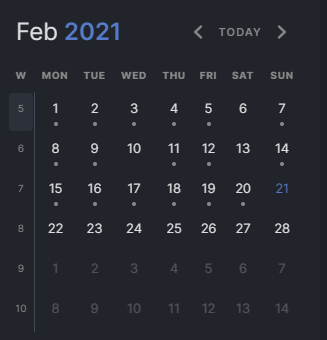 Feb 2021 TODAY
W MON TUE WED THU FRI SAT SUN
5 1 2 3 4 5 6 7
6 8 9 10 11 12 13 14
7 15 16 17 18 19 20 21
8 22 23 24 25 26 27 28
9 1 2 3 4 5 6 7
10 8 9 10 11 12 13 14